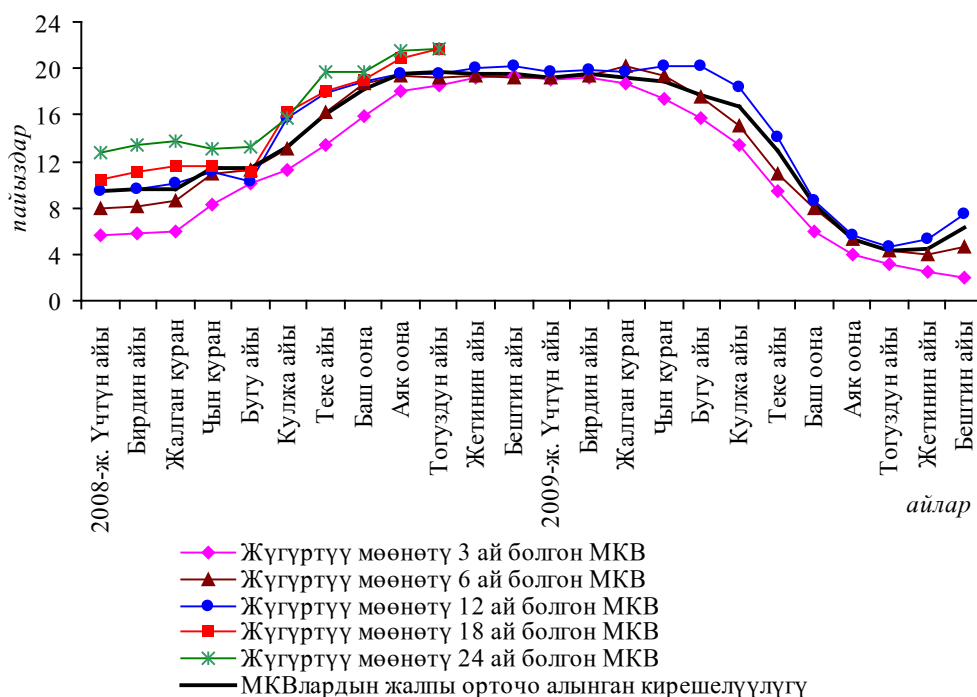 24
20
16
12
8
4
0
пайыздар
2008-ж. Үчтүн айы
Бирдин айы
Жалган куран
Чын куран
Бугу айы
Кулжа айы
Теке айы
Баш оона
Аяк оона
Тогуздун айы
Жетинин айы
Бештин айы
2009-ж. Үчтүн айы
Бирдин айы
Жалган куран
Чын куран
Бугу айы
Кулжа айы
Теке айы
Баш оона
Аяк оона
Тогуздун айы
Жетинин айы
Бештин айы
айлар
Жүгүртүү мөөнөтү 3 ай болгон МКВ
Жүгүртүү мөөнөтү 6 ай болгон МКВ
Жүгүртүү мөөнөтү 12 ай болгон МКВ
Жүгүртүү мөөнөтү 18 ай болгон МКВ
Жүгүртүү мөөнөтү 24 ай болгон МКВ
МКВлардын жалпы орточо алынган кирешелүүлүгү